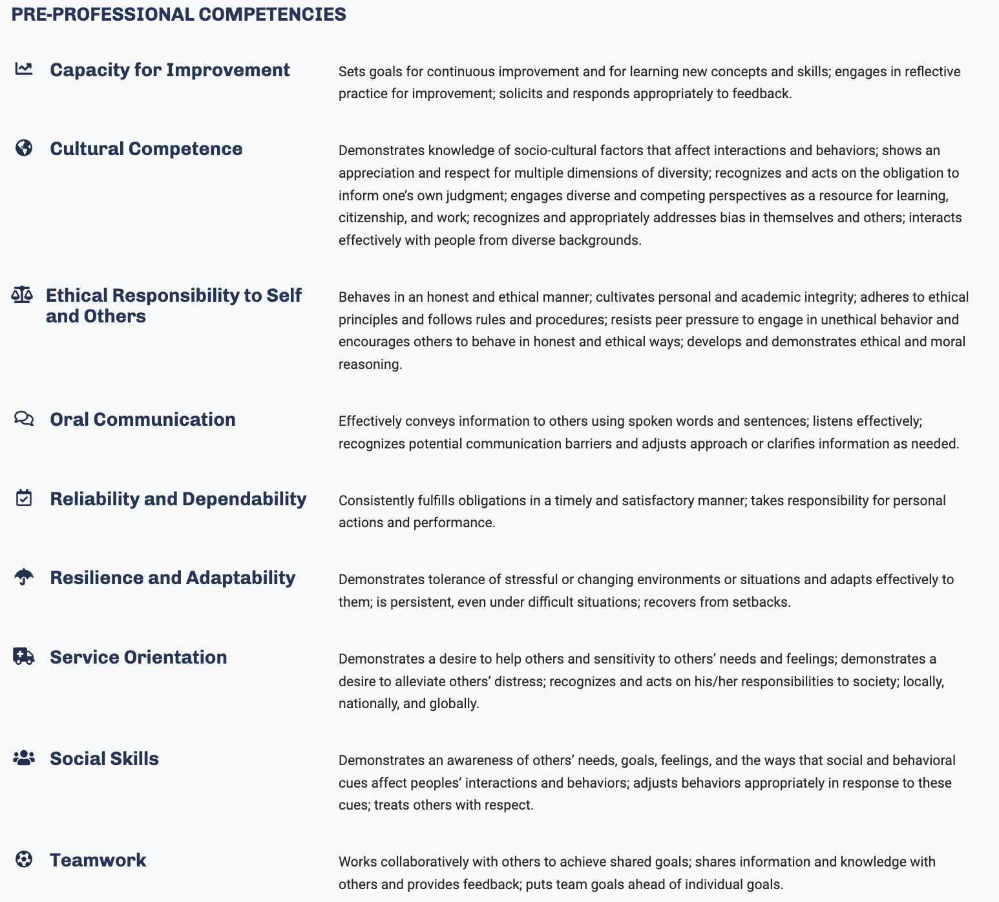 PRE-PROFESSIONAL COMPETENCIES
Capacity for Improvement
Sets goals for continuous improvement and for learning new concepts and skills; engages in reflective
practice for improvement; solicits and responds appropriately to feedback.
Cultural Competence
Demonstrates knowledge of socio-cultural factors that affect interactions and behaviors; shows an
appreciation and respect for multiple dimensions of diversity; recognizes and acts on the obligation to
inform one’s own judgment; engages diverse and competing perspectives as a resource for learning,
citizenship, and work; recognizes and appropriately addresses bias in themselves and others; interacts
effectively with people from diverse backgrounds.
Ethical Responsibility to Self
and Others
Behaves in an honest and ethical manner; cultivates personal and academic integrity; adheres to ethical
principles and follows rules and procedures; resists peer pressure to engage in unethical behavior and
encourages others to behave in honest and ethical ways; develops and demonstrates ethical and moral
reasoning.
Oral Communication
Effectively conveys information to others using spoken words and sentences; listens effectively;
recognizes potential communication barriers and adjusts approach or clarifies information as needed.
Reliability and Dependability
Consistently fulfills obligations in a timely and satisfactory manner; takes responsibility for personal
actions and performance.
Resilience and Adaptability
Demonstrates tolerance of stressful or changing environments or situations and adapts effectively to
them; is persistent, even under difficult situations; recovers from setbacks.
Service Orientation
Demonstrates a desire to help others and sensitivity to others’ needs and feelings; demonstrates a
desire to alleviate others’ distress; recognizes and acts on his/her responsibilities to society; locally,
nationally, and globally.
Social Skills
Demonstrates an awareness of others’ needs, goals, feelings, and the ways that social and behavioral
cues affect peoples’ interactions and behaviors; adjusts behaviors appropriately in response to these
cues; treats others with respect.
Teamwork
Works collaboratively with others to achieve shared goals; shares information and knowledge with
others and provides feedback; puts team goals ahead of individual goals.